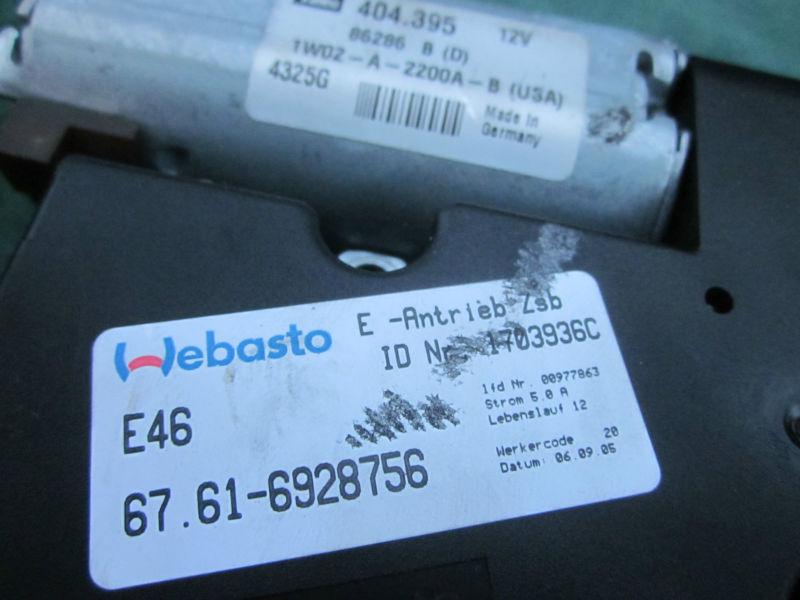 404.395 12V
86286 B (D)
1W02-A-2200A-B (USA)
4325G
Made in
Germany
Webasto
E -Antrieb Zsb
ID Nr. 1703936C
E46
lfd Nr. 00977863
Strom 5.0 A
Lebenslauf 12
67.61-6928756
Werkercode 20
Datum: 06.09.05